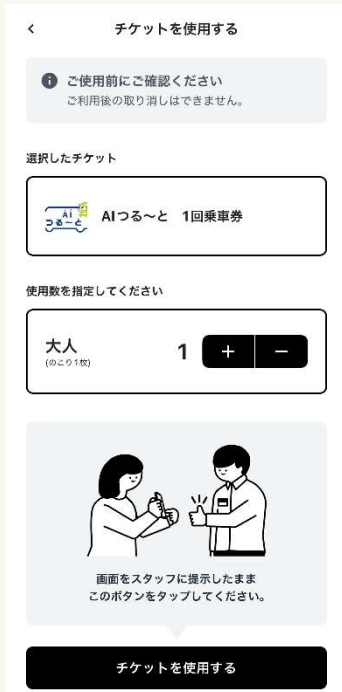 チケットを使用する
ご使用前にご確認ください
ご利用後の取り消しはできません。
選択したチケット
AI
つる~と
AIつる~と 1回乗車券
使用数を指定してください
大人
(のこり1枚)
1
+
−
画面をスタッフに提示したまま
このボタンをタップしてください。
チケットを使用する